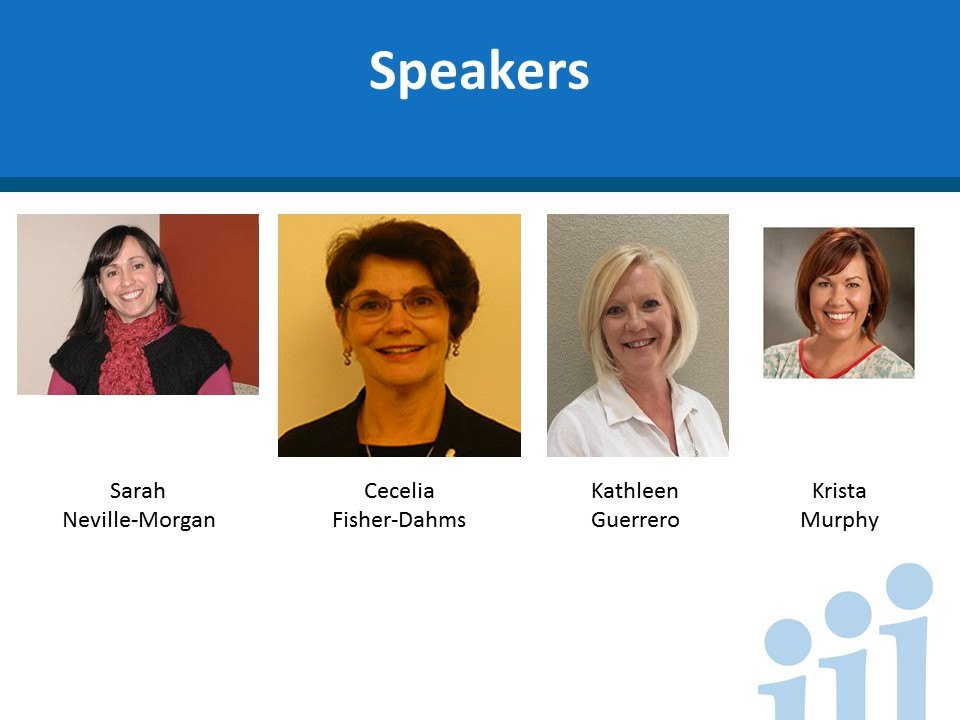 Speakers
Sarah
Neville-Morgan
Cecelia
Fisher-Dahms
Kathleen
Guerrero
Krista
Murphy